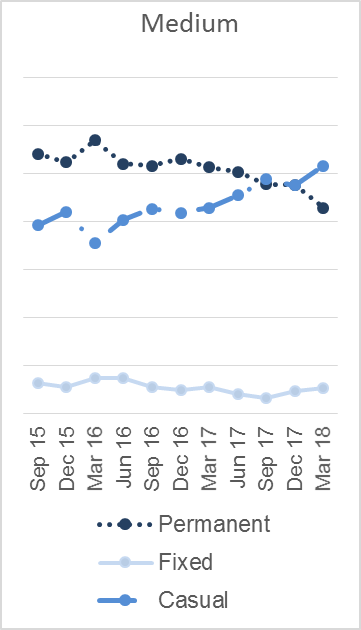 Medium
Sep 15
Dec 15
Mar 16
Jun 16
Sep 16
Dec 16
Mar 17
Jun 17
Sep 17
Dec 17
Mar 18
Permanent
Fixed
Casual